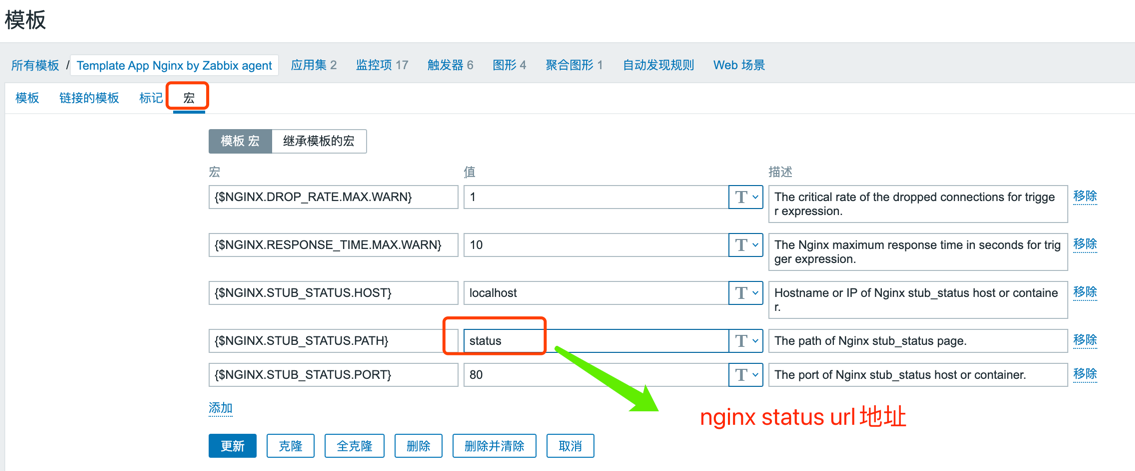 模板
所有模板 / Template App Nginx by Zabbix agent 应用集 2 监控项 17 触发器 6 图形 4 聚合图形 1 自动发现规则 Web 场景
模板 链接的模板 标记 宏
模板 宏 继承模板的宏
宏 值 描述
{$NGINX.DROP_RATE.MAX.WARN} 1 T The critical rate of the dropped connections for trigge 移除
r expression.
{$NGINX.RESPONSE_TIME.MAX.WARN} 10 T The Nginx maximum response time in seconds for trig 移除
ger expression.
{$NGINX.STUB_STATUS.HOST} localhost T Hostname or IP of Nginx stub_status host or containe 移除
r.
{$NGINX.STUB_STATUS.PATH} status T The path of Nginx stub_status page. 移除
{$NGINX.STUB_STATUS.PORT} 80 T The port of Nginx stub_status host or container. 移除
添加
nginx status url地址
更新 克隆 全克隆 删除 删除并清除 取消